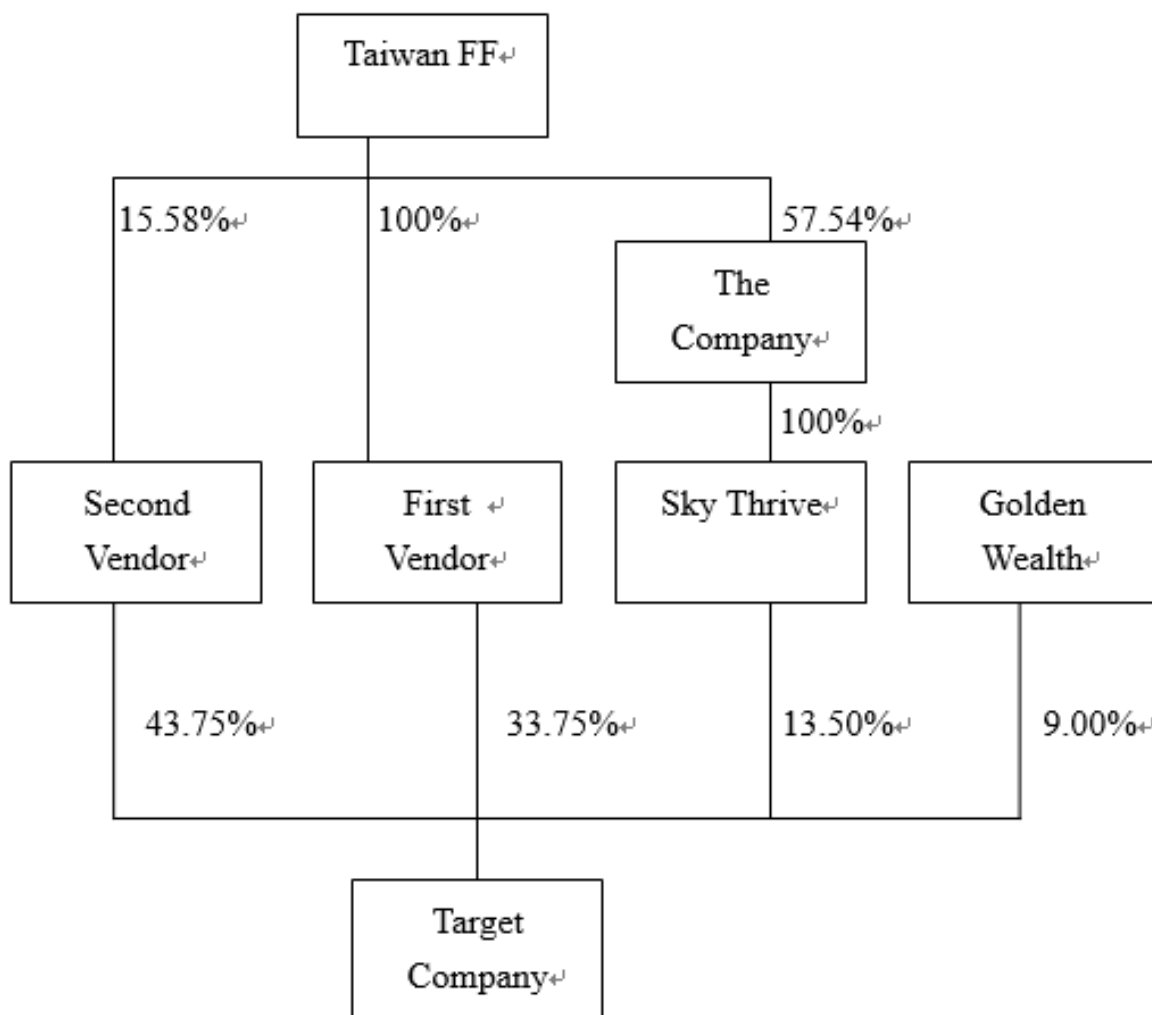 Taiwan FF↵
15.58%↵
100%↵
57.54%↵
The
Company↵
100%↵
Second
Vendor↵
First ↵
Vendor↵
Sky Thrive↵
Golden
Wealth↵
43.75%↵
33.75%↵
13.50%↵
9.00%↵
Target
Company↵